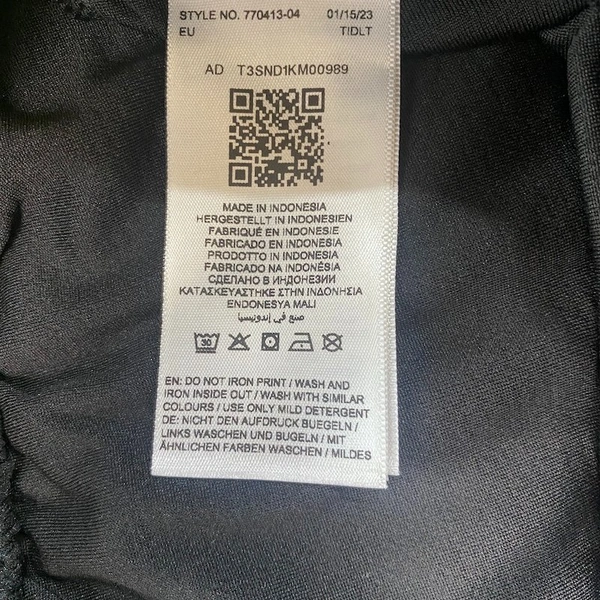 STYLE NO. 770413-04 01/15/23
EU TIDLT
AD T3SND1KM00989
MADE IN INDONESIA
HERGESTELLT IN INDONESIEN
FABRIQUÉ EN INDONESIE
FABRICADO EN INDONESIA
PRODOTTO IN INDONESIA
FABRICADO NA INDONÉSIA
СДЕЛАНО В ИНДОНЕЗИИ
ΚΑΤΑΣΚΕΥΑΣΤΗΚΕ ΣΤΗΝ ΙΝΔΟΝΗΣΙΑ
ENDONESYA MALI
صنع في إندونيسيا
30
EN: DO NOT IRON PRINT / WASH AND
IRON INSIDE OUT / WASH WITH SIMILAR
COLOURS / USE ONLY MILD DETERGENT
DE: NICHT DEN AUFDRUCK BUEGELN /
LINKS WASCHEN UND BUGELN / MIT
ÄHNLICHEN FARBEN WASCHEN / MILDES